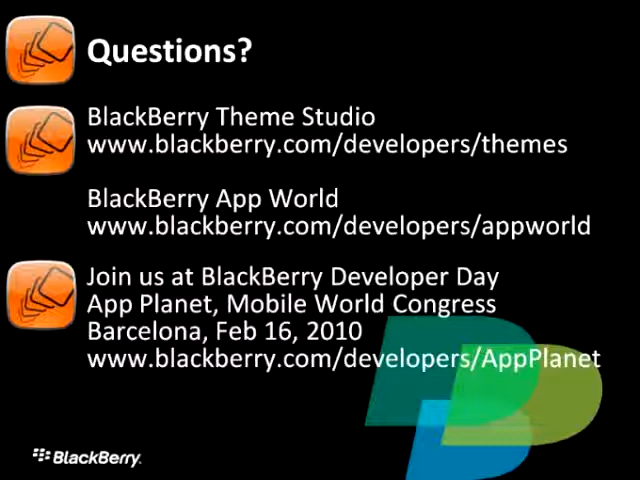 Questions?
BlackBerry Theme Studio
www.blackberry.com/developers/themes
BlackBerry App World
www.blackberry.com/developers/appworld
Join us at BlackBerry Developer Day
App Planet, Mobile World Congress
Barcelona, Feb 16, 2010
www.blackberry.com/developers/AppPlanet
BlackBerry.